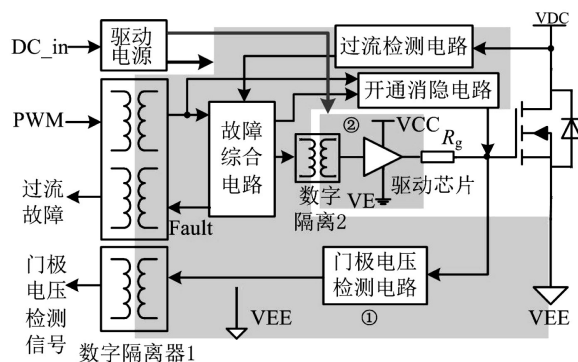 DC_in
驱动
电源
过流检测电路
VDC
开通消隐电路
PWM
故障
综合
电路
②
VCC
Rg
数字
隔离2
VE
驱动芯片
过流
故障
Fault
门极
电压
检测
信号
门极电压
检测电路
①
VEE
VEE
数字隔离器1